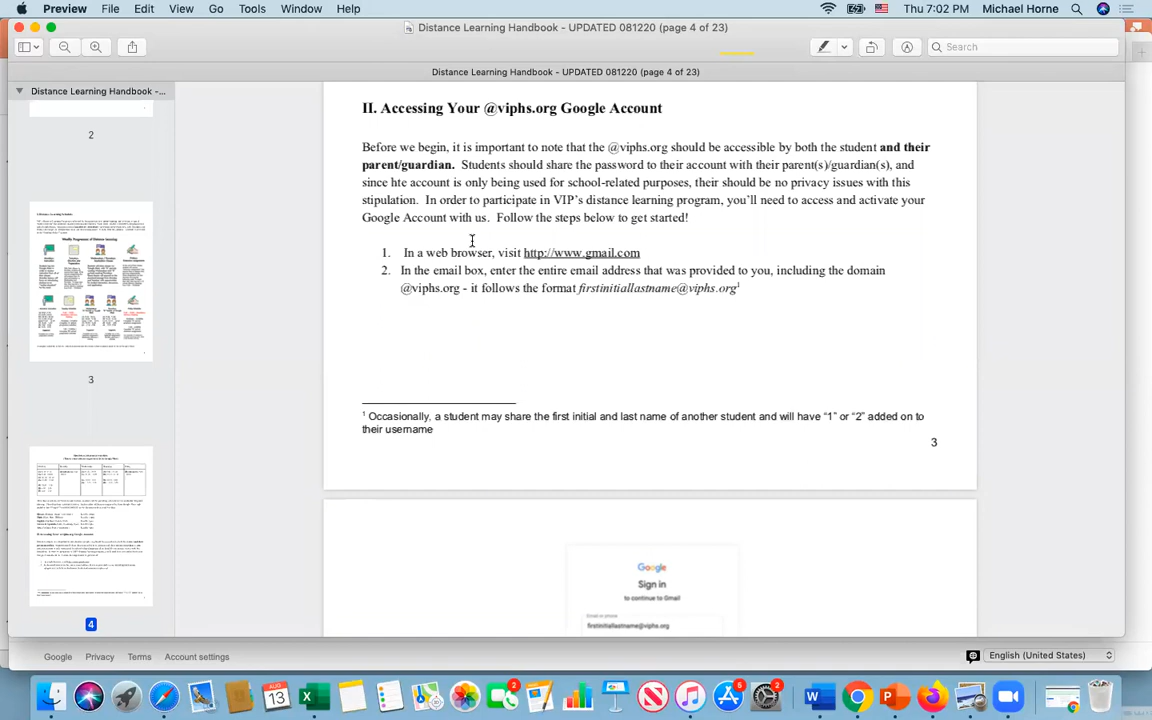 Preview File Edit View Go Tools Window Help Thu 7:02 PM Michael Horne
Distance Learning Handbook - UPDATED 081220 (page 4 of 23)
Search
Distance Learning Handbook - UPDATED 081220 (page 4 of 23)
Distance Learning Handbook -...
2
3
4
II. Accessing Your @viphs.org Google Account
Before we begin, it is important to note that the @viphs.org should be accessible by both the student and their
parent/guardian. Students should share the password to their account with their parent(s)/guardian(s), and
since hte account is only being used for school-related purposes, their should be no privacy issues with this
stipulation. In order to participate in VIP's distance learning program, you'll need to access and activate your
Google Account with us. Follow the steps below to get started!
1. In a web browser, visit http://www.gmail.com
2. In the email box, enter the entire email address that was provided to you, including the domain
@viphs.org - it follows the format firstinitiallastname@viphs.org1
1 Occasionally, a student may share the first initial and last name of another student and will have "1" or "2" added on to
their username
3
Google
Sign in
to continue to Gmail
Email or phone
firstinitiallastname@viphs.org
Google Privacy Terms Account settings English (United States)
AUG
13
2
5
2